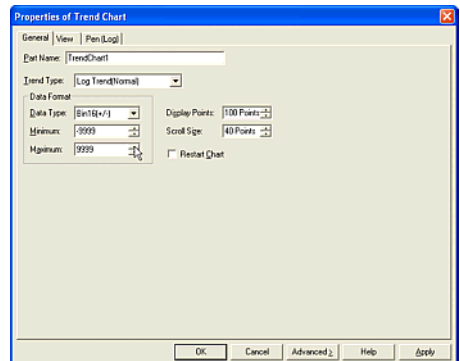 Properties of Trend Chart
General View Pen (Log)
Part Name: TrendChart1
Trend Type: Log Trend(Normal)
Data Format
Data Type: Bin16(+/-) Display Points: 100 Points
Minimum: -9999 Scroll Size: 40 Points
Maximum: 9999 Restart Chart
OK Cancel Advanced > Help Apply